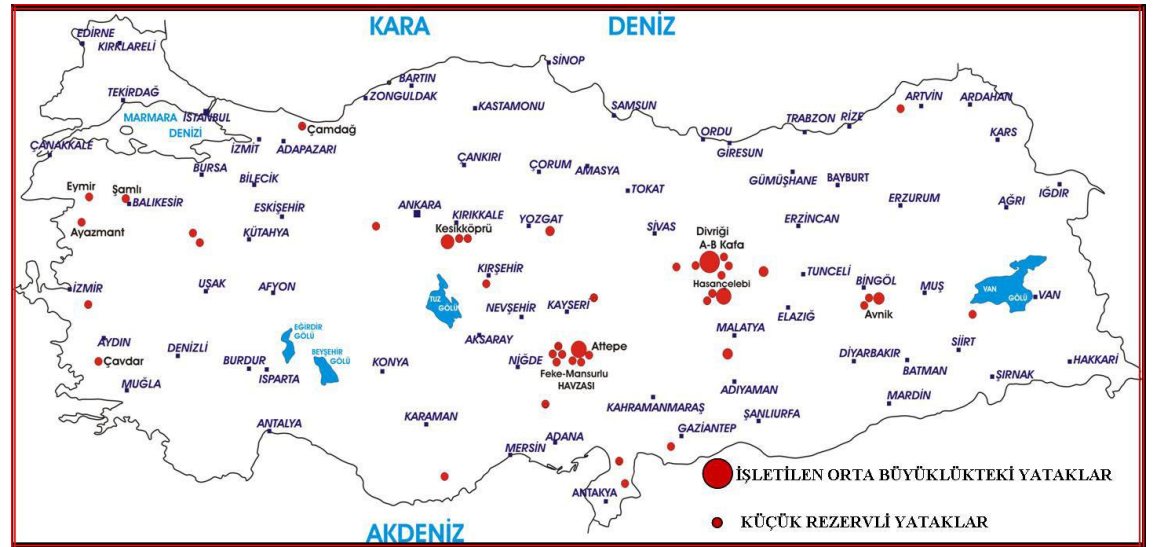 KARA DENİZ
EDİRNE
KIRKLARELİ
SİNOP
BARTIN
ZONGULDAK
TEKİRDAĞ
KASTAMONU
SAMSUN
ARTVİN
ARDAHAN
MARMARA
DENİZİ
İSTANBUL
Çamdağ
TRABZON
RİZE
ORDU
KARS
ÇANAKKALE
İZMİT
ADAPAZARI
GİRESUN
BURSA
BİLECİK
ÇANKIRI
ÇORUM
AMASYA
GÜMÜŞHANE
BAYBURT
Eymir
Şamlı
BALIKESİR
TOKAT
ERZURUM
AĞRI
IĞDIR
ESKİŞEHİR
ANKARA
KIRIKKALE
YOZGAT
SİVAS
ERZİNCAN
Ayazmant
KÜTAHYA
Kesikköprü
Divriği
A-B Kafa
KIRŞEHİR
TUNCELİ
BİNGÖL
MUŞ
Hasançelebi
İZMİR
UŞAK
AFYON
TUZ
GÖLÜ
NEVŞEHİR
KAYSERİ
ELAZIĞ
Avnik
VAN
GÖLÜ
VAN
EĞİRDİR
GÖLÜ
AKSARAY
MALATYA
SİİRT
AYDIN
DENİZLİ
BEYŞEHİR
GÖLÜ
Attepe
Çavdar
BURDUR
ISPARTA
KONYA
NİĞDE
Feke-Mansurlu
HAVZASI
DİYARBAKIR
BATMAN
HAKKARİ
ŞIRNAK
MUĞLA
ADIYAMAN
MARDİN
KAHRAMANMARAŞ
ŞANLIURFA
ANTALYA
KARAMAN
GAZİANTEP
ADANA
MERSİN
İŞLETİLEN ORTA BÜYÜKLÜKTEKİ YATAKLAR
ANTAKYA
KÜÇÜK REZERVLİ YATAKLAR
AKDENİZ